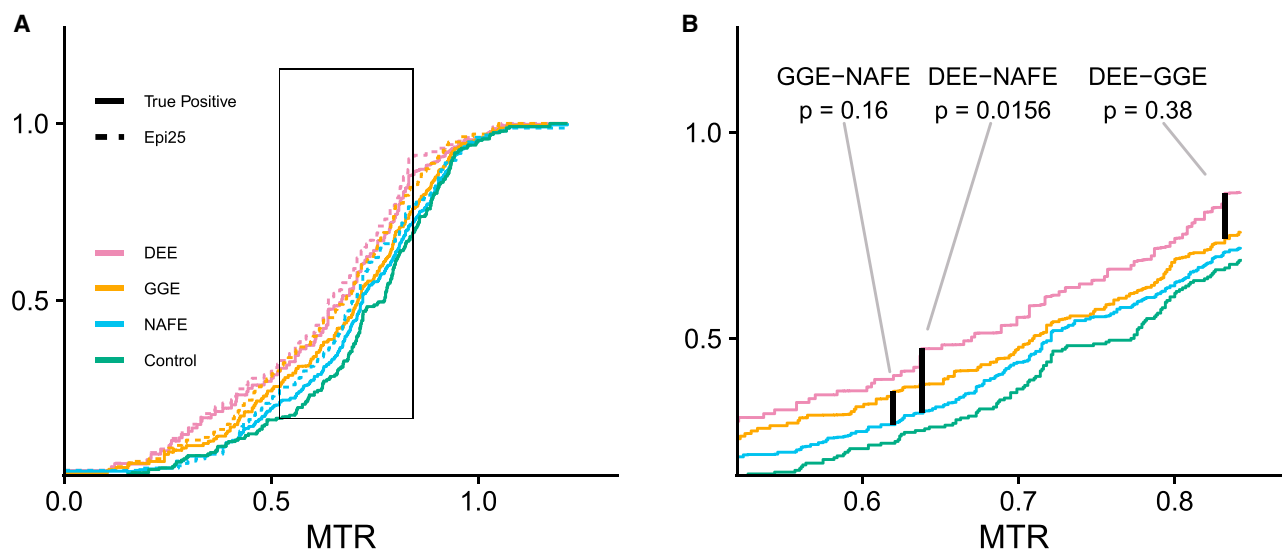 A
True Positive
Epi25
DEE
GGE
NAFE
Control
1.0
0.5
0.0 0.5 1.0
MTR
B
GGE−NAFE DEE−NAFE DEE−GGE
p = 0.16 p = 0.0156 p = 0.38
1.0
0.5
0.6 0.7 0.8
MTR